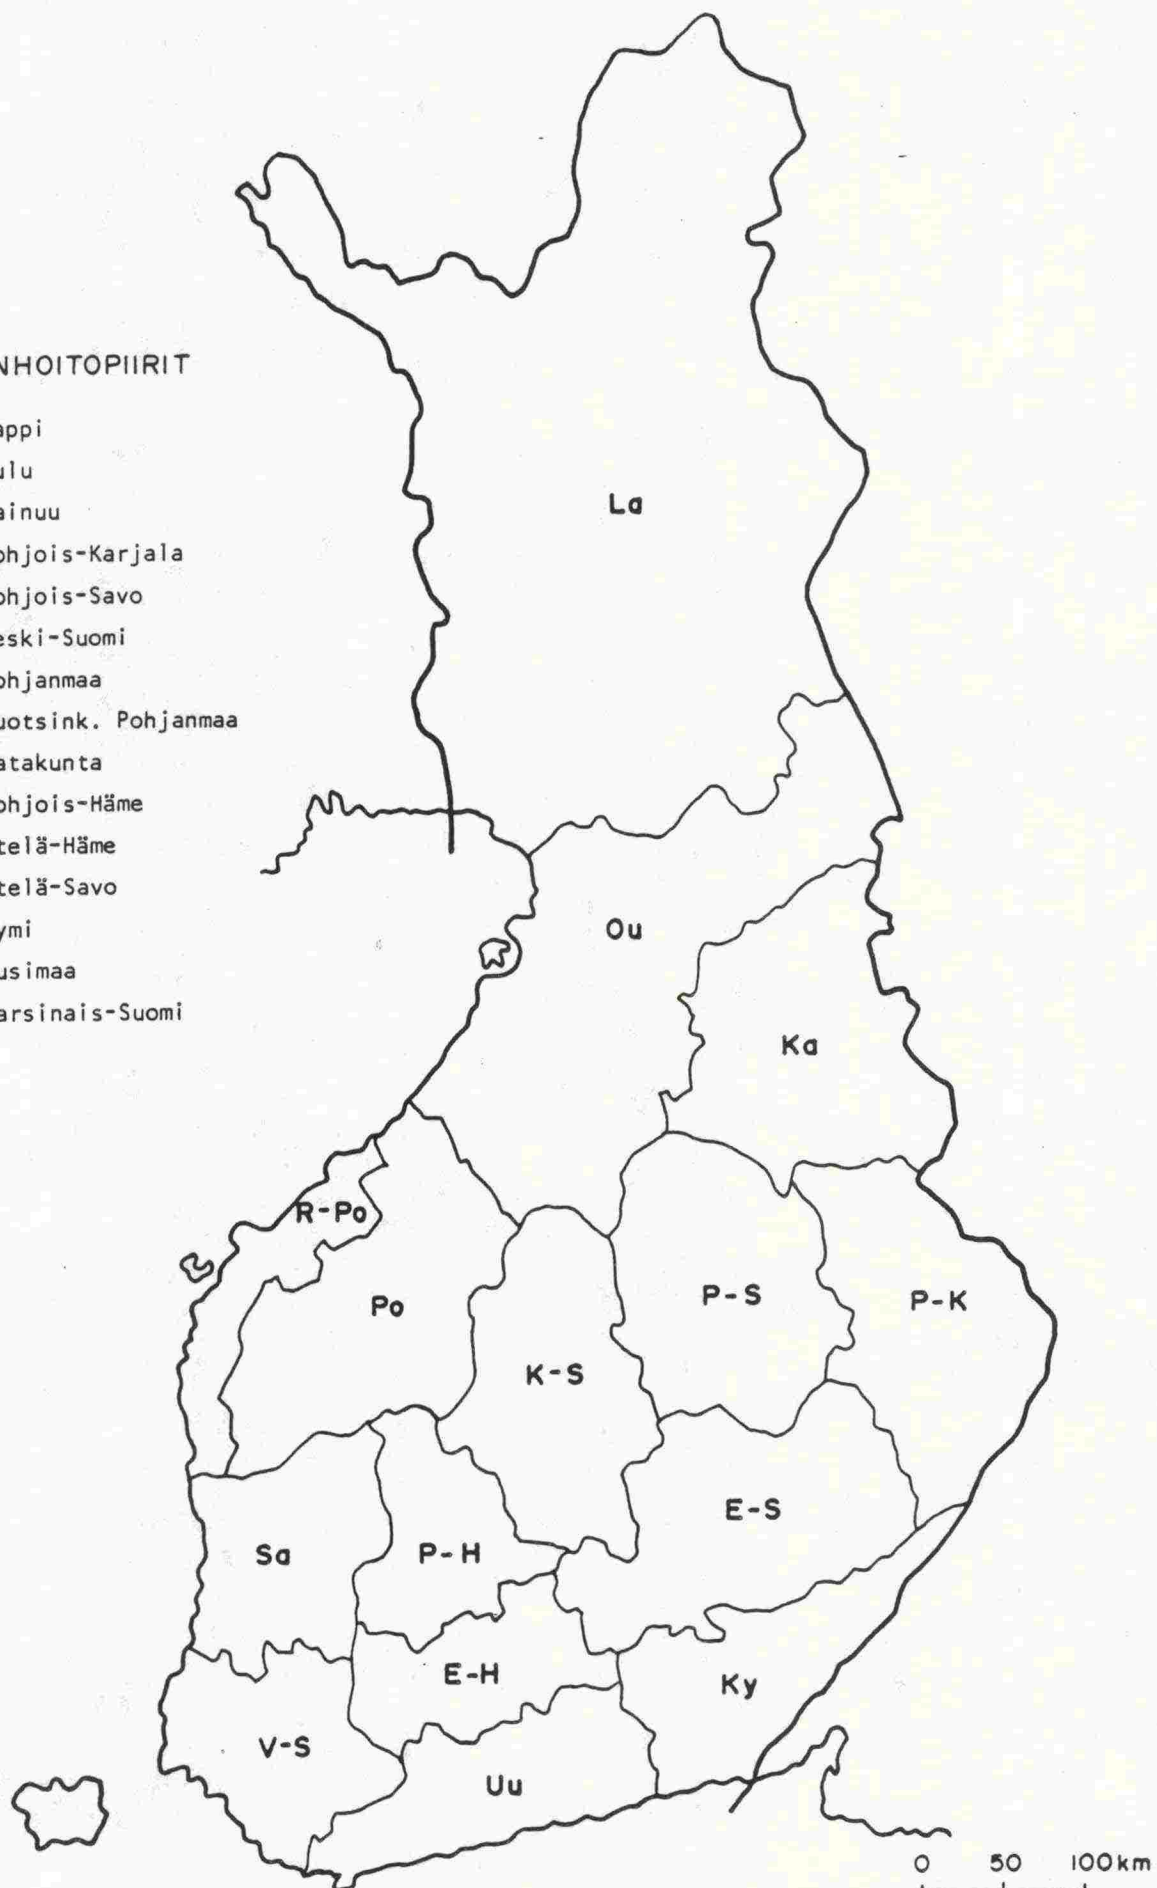 NHOITOPIIRIT
appi
ulu
ainuu
ohjois-Karjala
ohjois-Savo
eski-Suomi
ohjanmaa
uotsink. Pohjanmaa
atakunta
ohjois-Häme
telä-Häme
telä-Savo
ymi
usimaa
arsinais-Suomi
La
Ou
Ka
R-Po
Po
P-S
P-K
K-S
E-S
Sa
P-H
E-H
Ky
V-S
Uu
0 50 100km